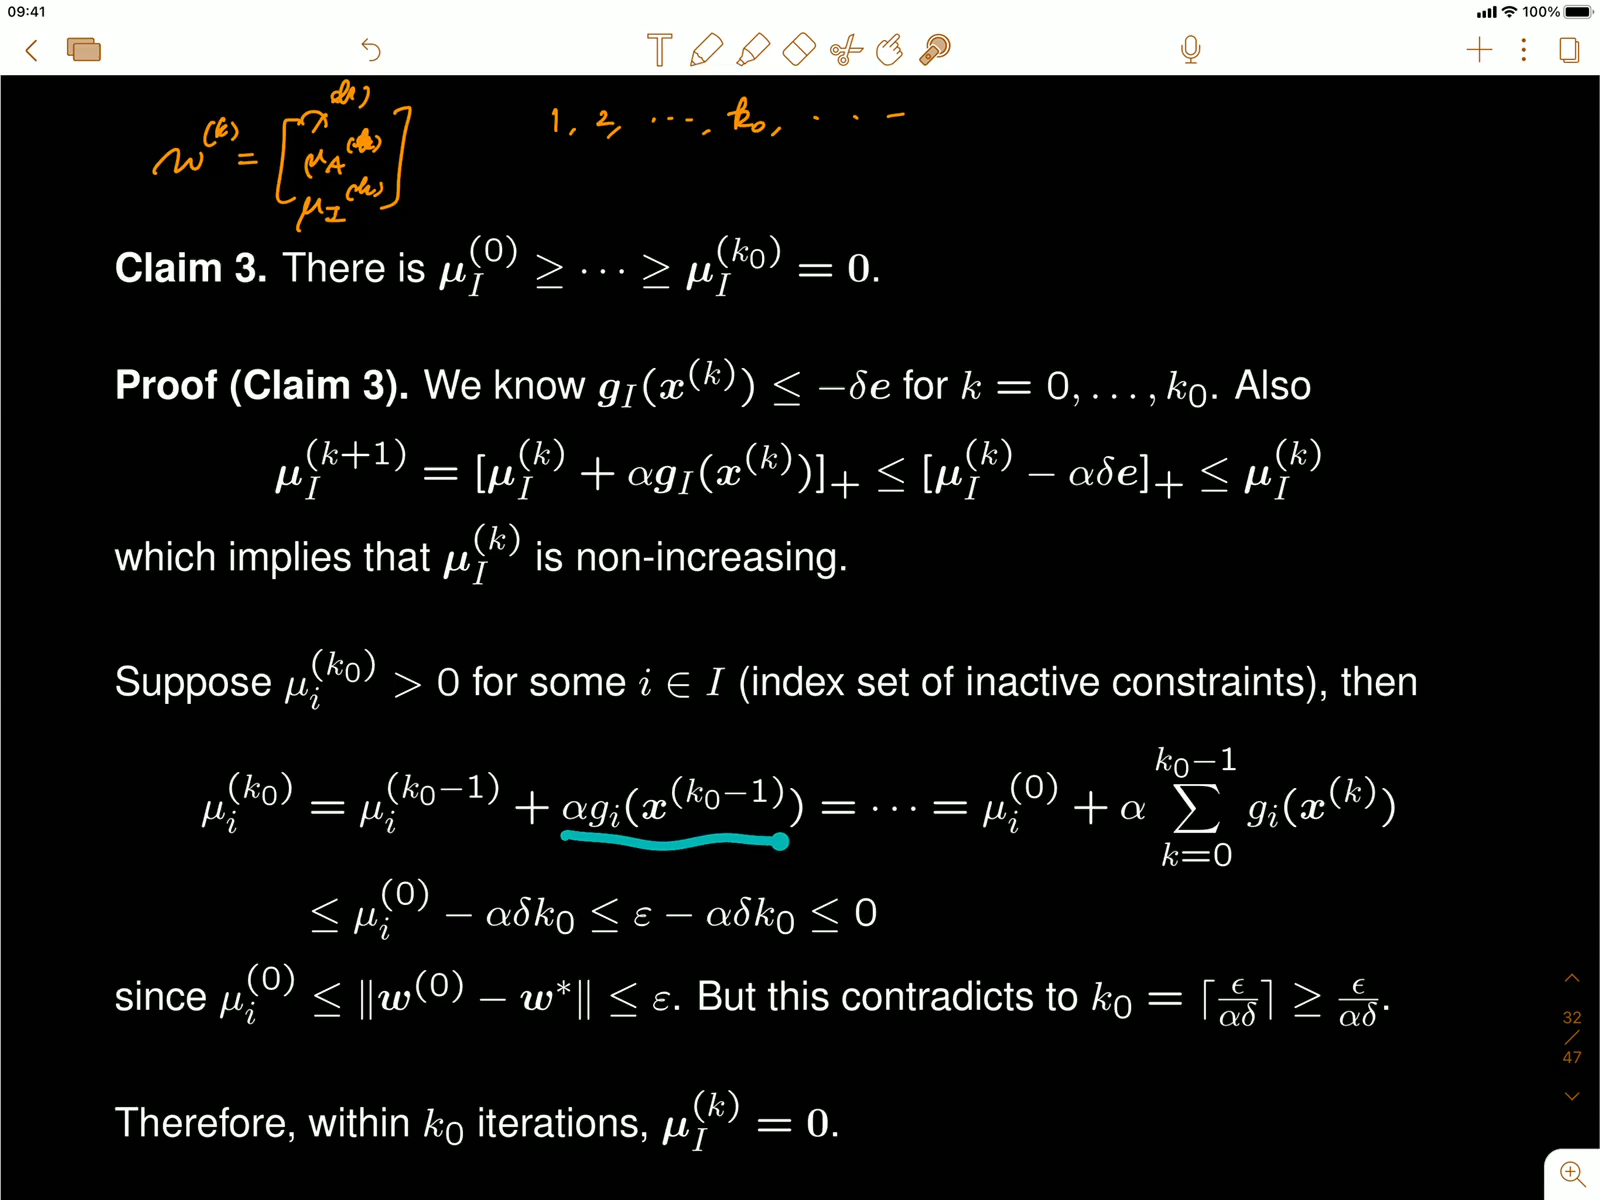 09:41
100%
w^(k) = [λ^(k) μ_A^(k) μ_I^(k)]
1, 2, ..., k₀, ...
Claim 3. There is μ_I^(0) ≥ ··· ≥ μ_I^(k₀) = 0.
Proof (Claim 3). We know g_I(x^(k)) ≤ −δe for k = 0, ..., k₀. Also
μ_I^(k+1) = [μ_I^(k) + αg_I(x^(k))]₊ ≤ [μ_I^(k) − αδe]₊ ≤ μ_I^(k)
which implies that μ_I^(k) is non-increasing.
Suppose μ_i^(k₀) > 0 for some i ∈ I (index set of inactive constraints), then
μ_i^(k₀) = μ_i^(k₀−1) + αg_i(x^(k₀−1)) = ··· = μ_i^(0) + α ∑_{k=0}^{k₀−1} g_i(x^(k))
≤ μ_i^(0) − αδk₀ ≤ ε − αδk₀ ≤ 0
since μ_i^(0) ≤ ‖w^(0) − w*‖ ≤ ε. But this contradicts to k₀ = ⌈ϵ/αδ⌉ ≥ ϵ/αδ.
Therefore, within k₀ iterations, μ_I^(k) = 0.
32
/
47